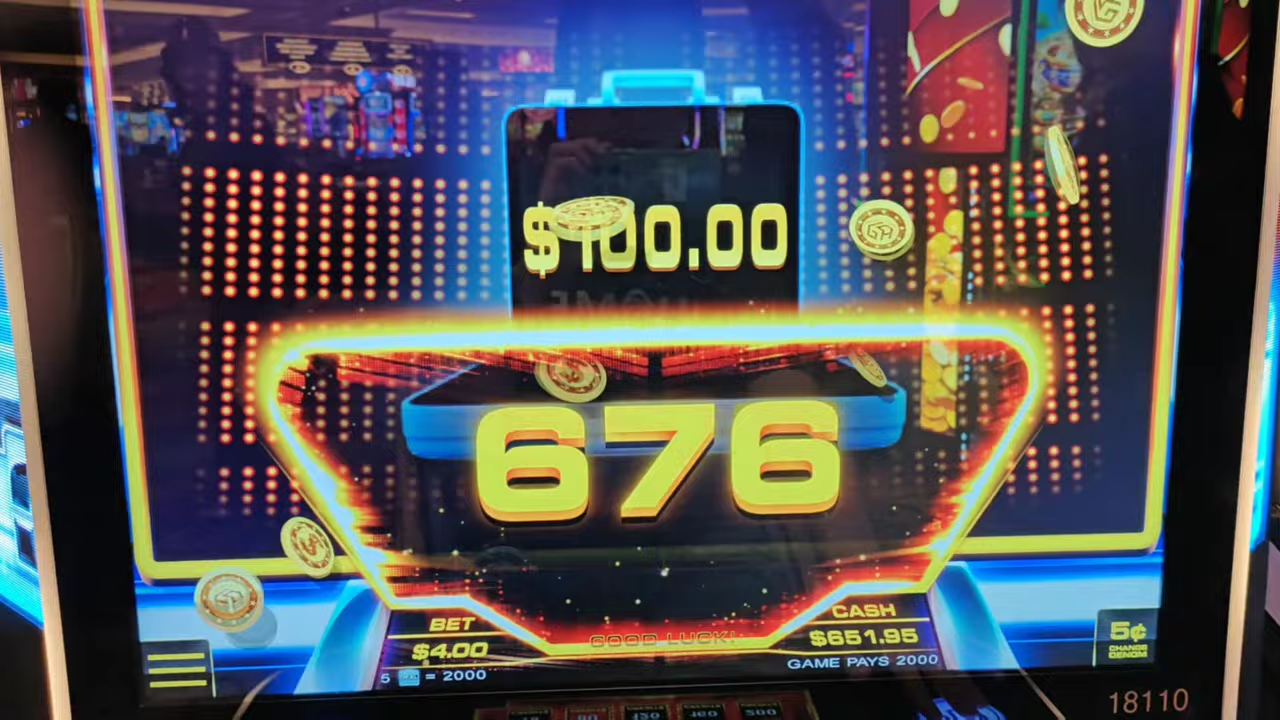 $100.00
676
BET
$4.00
GOOD LUCK!
CASH
$651.95
5 = 2000
GAME PAYS 2000
5¢
CHANGE
DENOM
18110